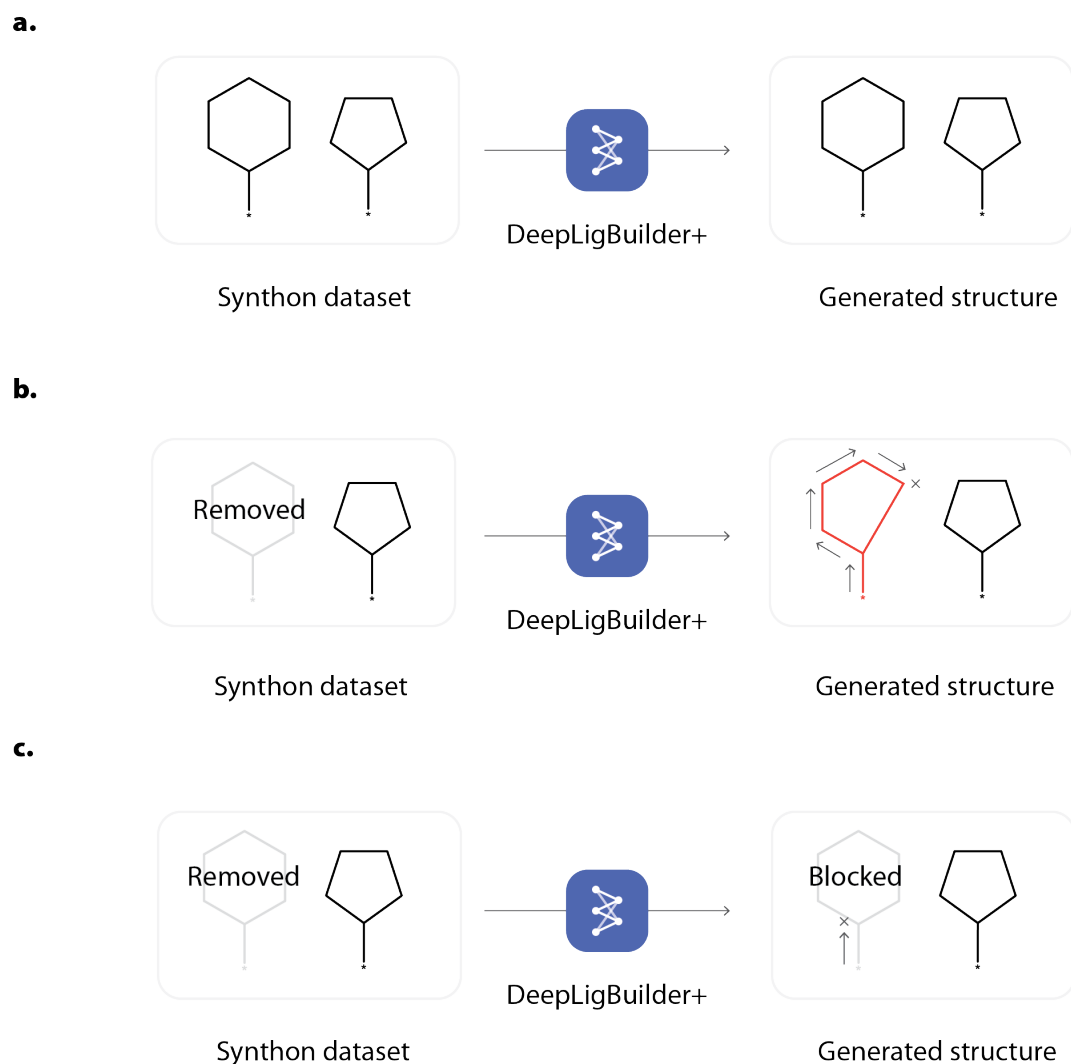 a.
DeepLigBuilder+
Synthon dataset
Generated structure
b.
Removed
DeepLigBuilder+
Synthon dataset
Generated structure
c.
Removed
Blocked
DeepLigBuilder+
Synthon dataset
Generated structure